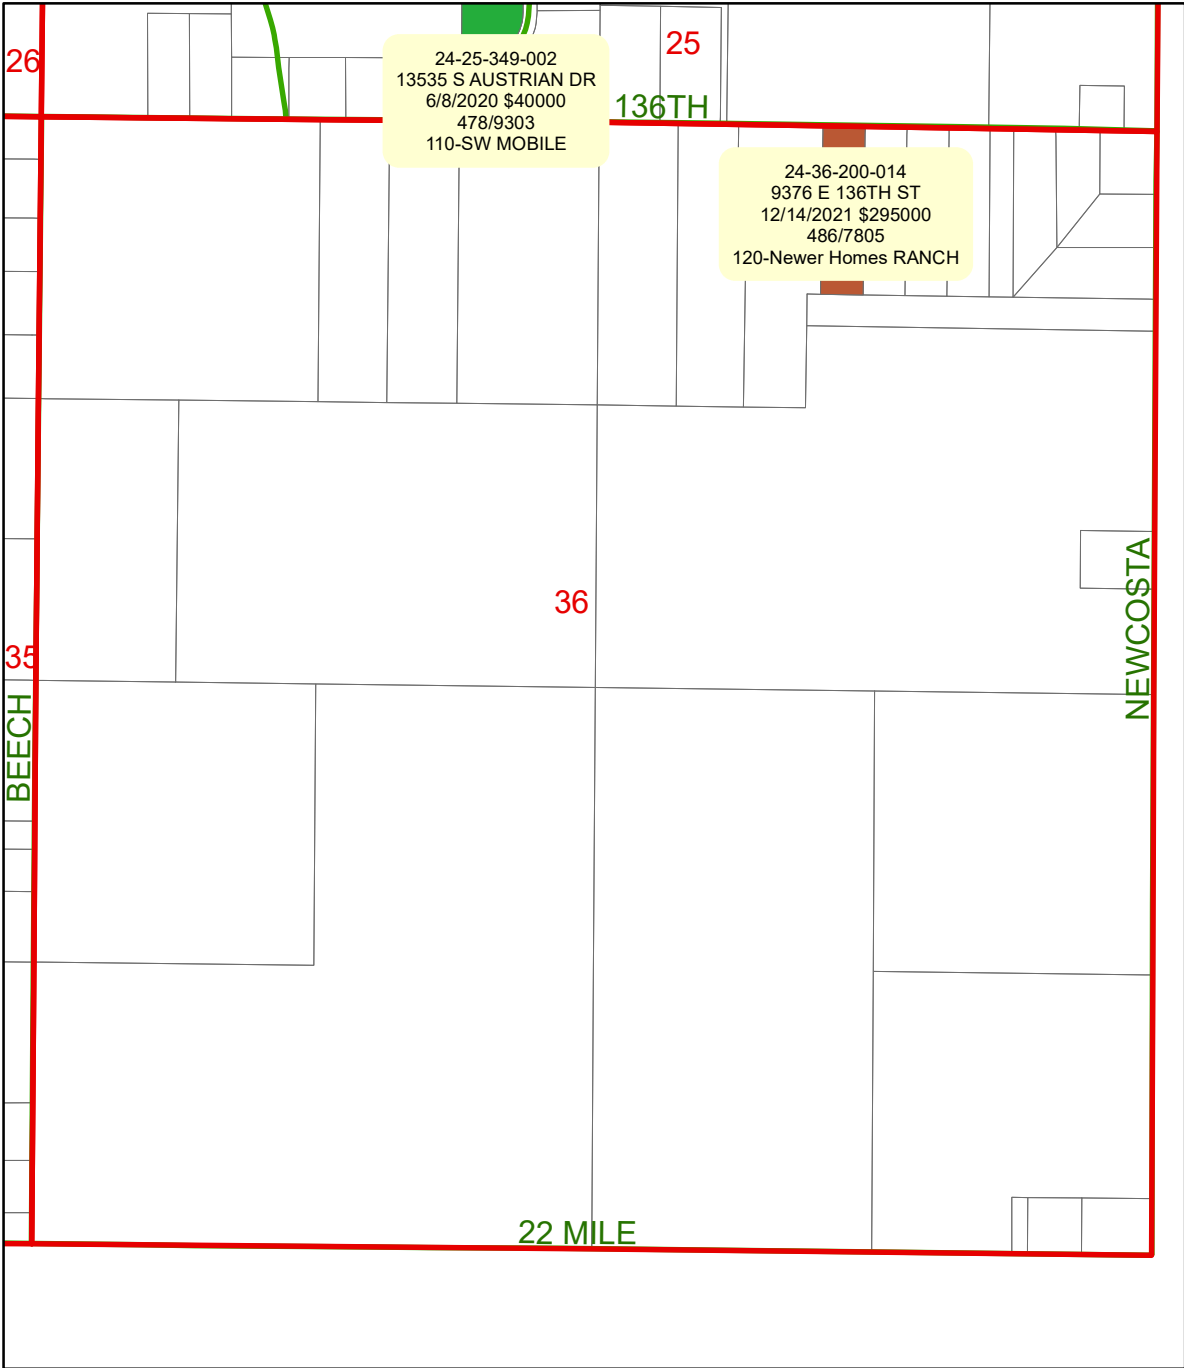 26
25
24-25-349-002
13535 S AUSTRIAN DR
6/8/2020 $40000
478/9303
110-SW MOBILE
136TH
24-36-200-014
9376 E 136TH ST
12/14/2021 $295000
486/7805
120-Newer Homes RANCH
36
35
NEWCOSTA
BEECH
22 MILE